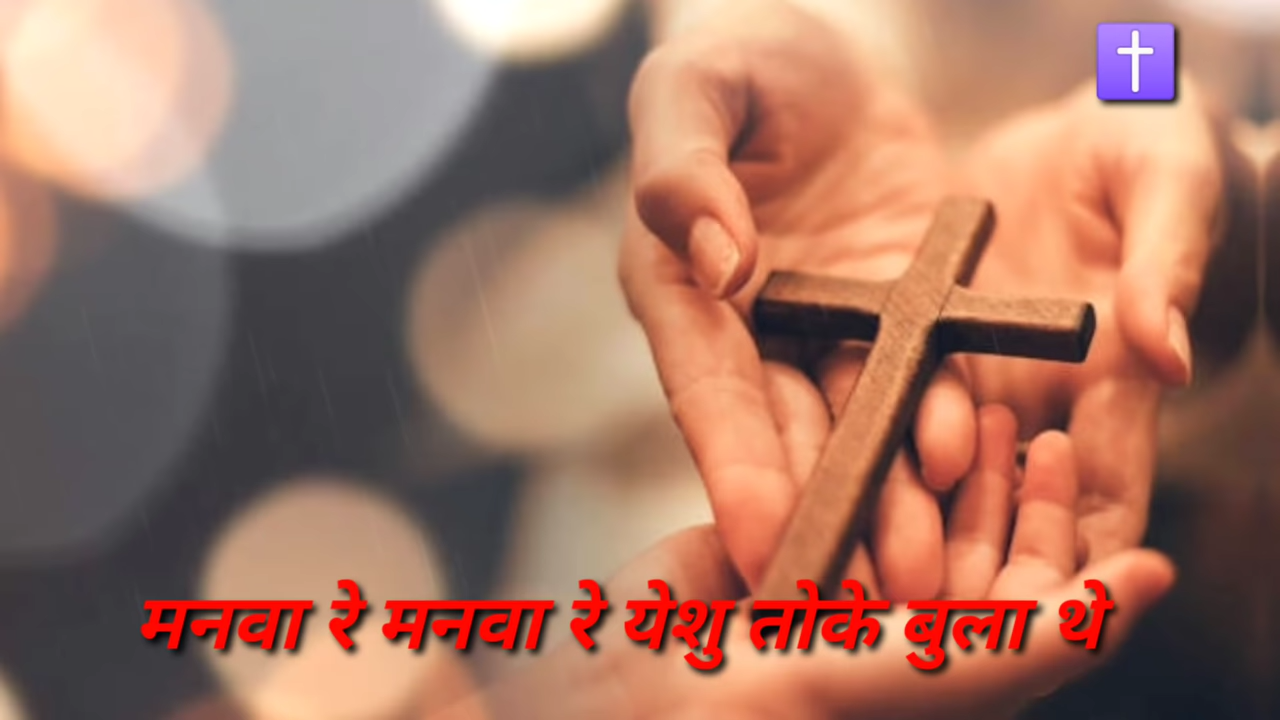 मनवा रे मनवा रे येशु तोके बुला थे